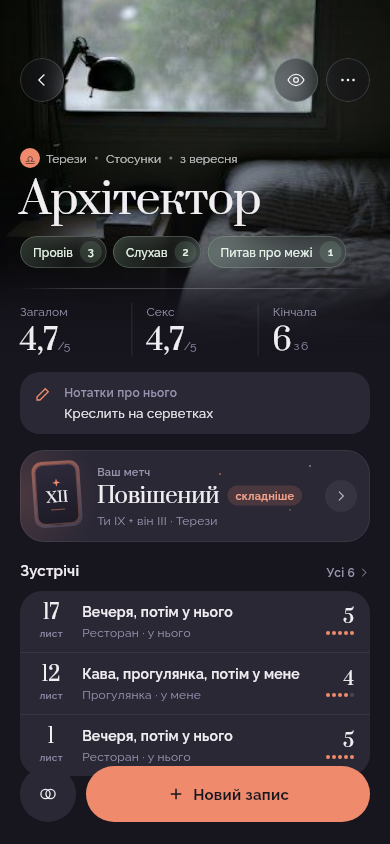 Терези • Стосунки • з вересня
Архітектор
Провів 3 Слухав 2 Питав про межі 1
Загалом Секс Кінчала
4,7/5 4,7/5 6 з 6
Нотатки про нього
Креслить на серветках
Ваш метч
XII
Повішений складніше
Ти IX + він III · Терези
Зустрічі Усі 6
17 Вечеря, потім у нього 5
лист Ресторан · у нього
12 Кава, прогулянка, потім у мене 4
лист Прогулянка · у мене
1 Вечеря, потім у нього 5
лист Ресторан · у нього
+ Новий запис